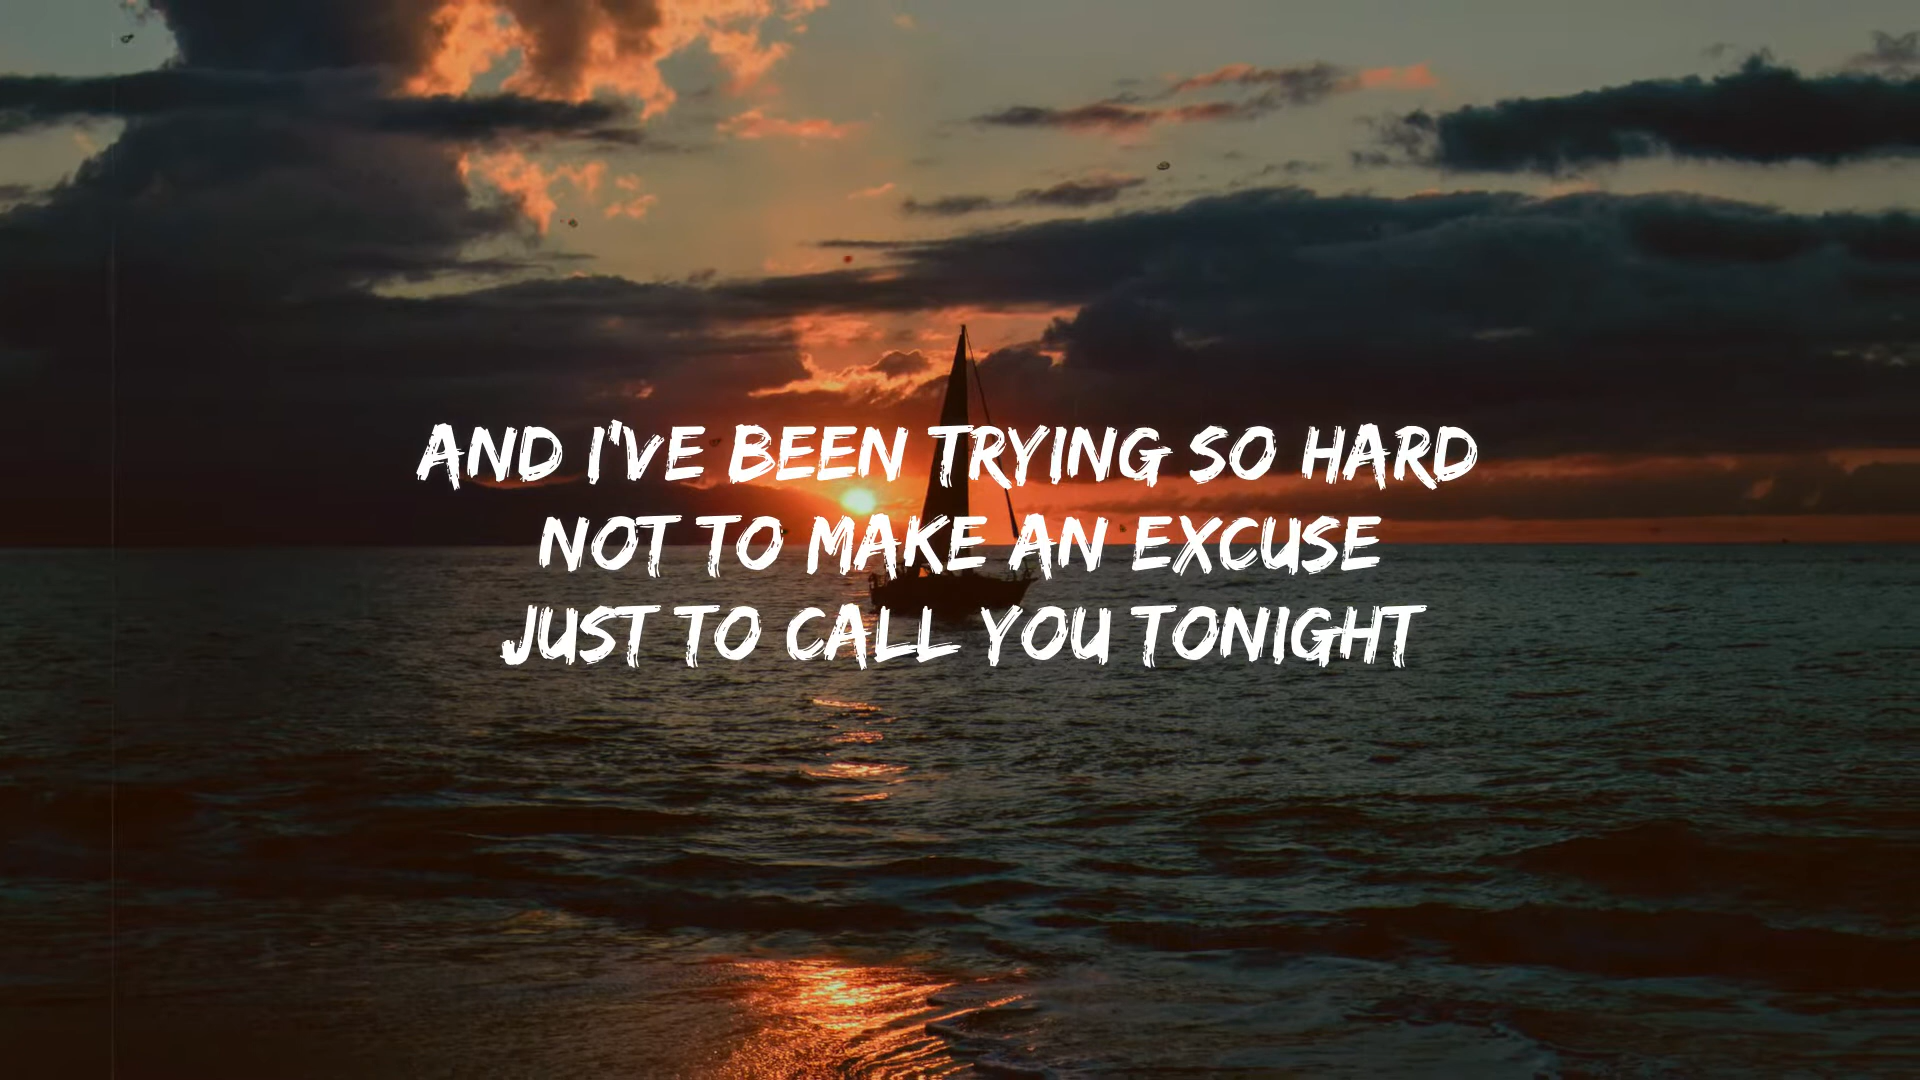 AND I'VE BEEN TRYING SO HARD
NOT TO MAKE AN EXCUSE
JUST TO CALL YOU TONIGHT